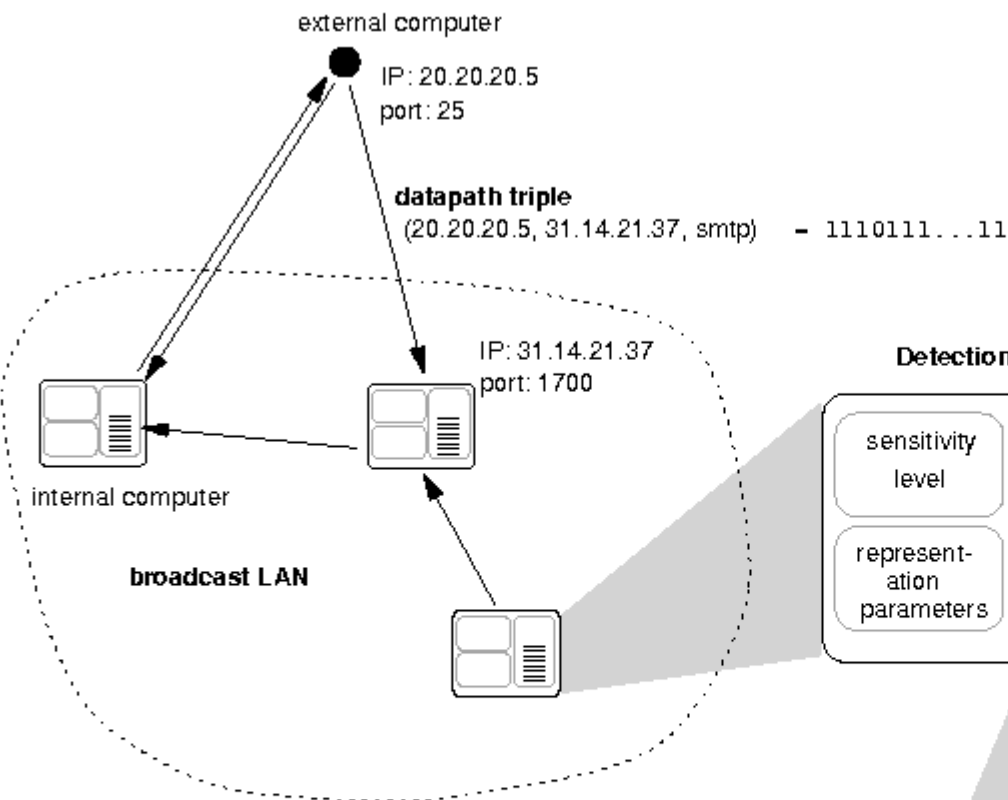 external computer
IP: 20.20.20.5
port: 25
datapath triple
(20.20.20.5, 31.14.21.37, smtp) - 1110111...11
IP: 31.14.21.37
port: 1700
Detection
internal computer
broadcast LAN
sensitivity
level
represent-
ation
parameters